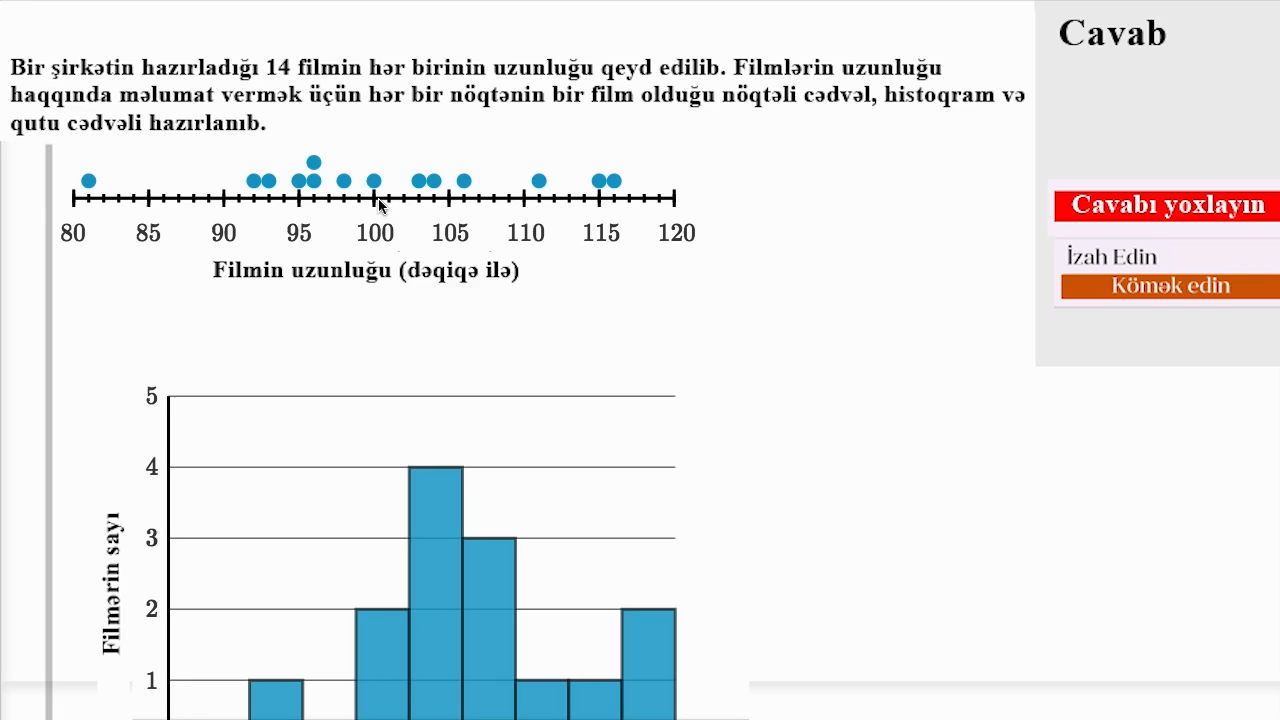 Cavab
Bir şirkətin hazırladığı 14 filmin hər birinin uzunluğu qeyd edilib. Filmlərin uzunluğu
haqqında məlumat vermək üçün hər bir nöqtənin bir film olduğu nöqtəli cədvəl, histoqram və
qutu cədvəli hazırlanıb.
80 85 90 95 100 105 110 115 120
Filmin uzunluğu (dəqiqə ilə)
Cavabı yoxlayın
İzah Edin
Kömək edin
5
4
3
2
1
Filmərin sayı